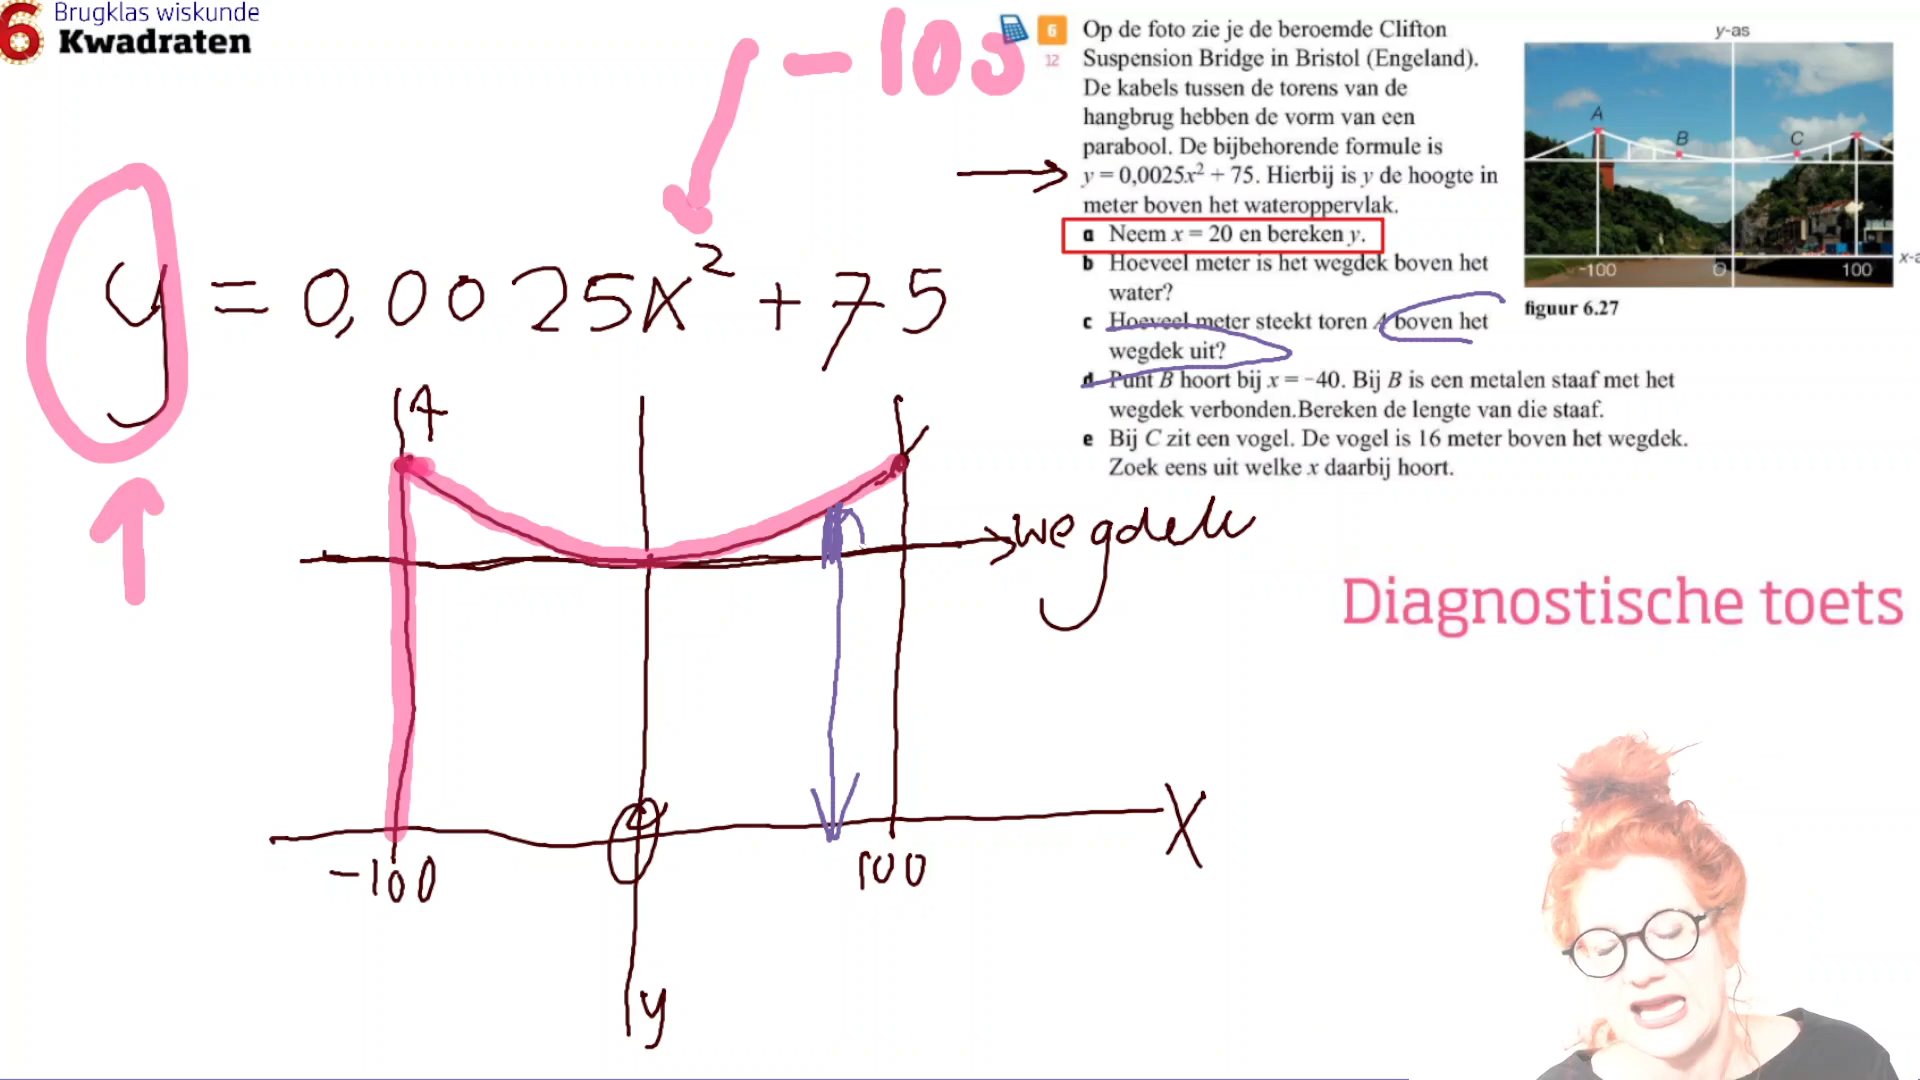 6
Brugklas wiskunde
Kwadraten
-10
y = 0,0025x² + 75
6
12
Op de foto zie je de beroemde Clifton
Suspension Bridge in Bristol (Engeland).
De kabels tussen de torens van de
hangbrug hebben de vorm van een
parabool. De bijbehorende formule is
y = 0,0025x² + 75. Hierbij is y de hoogte in
meter boven het wateroppervlak.
a Neem x = 20 en bereken y.
b Hoeveel meter is het wegdek boven het
water?
c Hoeveel meter steekt toren A boven het
wegdek uit?
d Punt B hoort bij x = −40. Bij B is een metalen staaf met het
wegdek verbonden.Bereken de lengte van die staaf.
e Bij C zit een vogel. De vogel is 16 meter boven het wegdek.
Zoek eens uit welke x daarbij hoort.
y-as
A
B
C
-100
O
100
x-a
figuur 6.27
A
wegdek
-100
100
X
y
Diagnostische toets